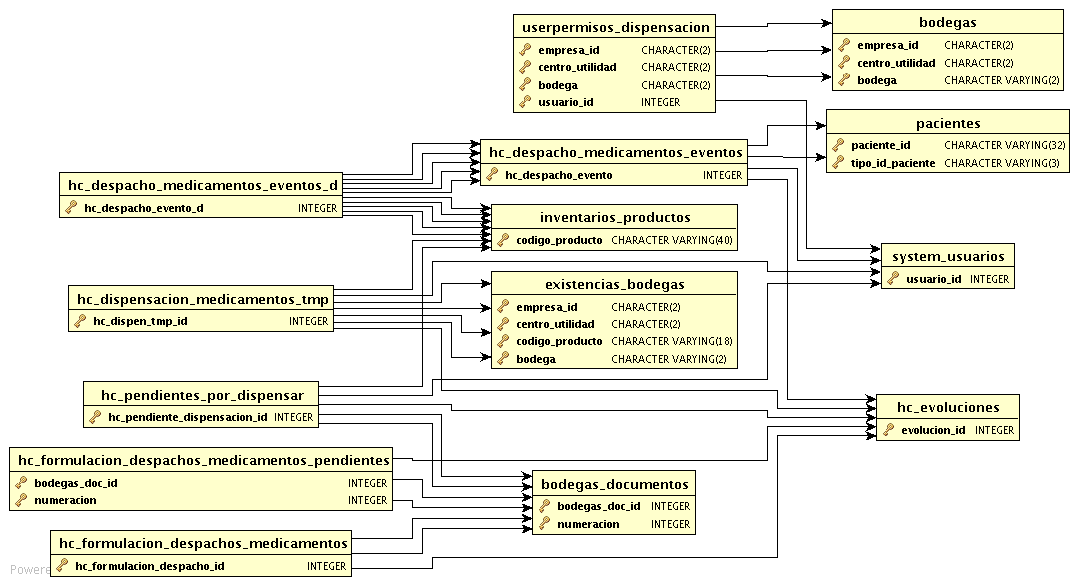 userpermisos_dispensacion
empresa_id CHARACTER(2)
centro_utilidad CHARACTER(2)
bodega CHARACTER(2)
usuario_id INTEGER
bodegas
empresa_id CHARACTER(2)
centro_utilidad CHARACTER(2)
bodega CHARACTER VARYING(2)
pacientes
paciente_id CHARACTER VARYING(32)
tipo_id_paciente CHARACTER VARYING(3)
hc_despacho_medicamentos_eventos
hc_despacho_evento INTEGER
hc_despacho_medicamentos_eventos_d
hc_despacho_evento_d INTEGER
inventarios_productos
codigo_producto CHARACTER VARYING(40)
system_usuarios
usuario_id INTEGER
hc_dispensacion_medicamentos_tmp
hc_dispen_tmp_id INTEGER
existencias_bodegas
empresa_id CHARACTER(2)
centro_utilidad CHARACTER(2)
codigo_producto CHARACTER VARYING(18)
bodega CHARACTER VARYING(2)
hc_pendientes_por_dispensar
hc_pendiente_dispensacion_id INTEGER
hc_evoluciones
evolucion_id INTEGER
hc_formulacion_despachos_medicamentos_pendientes
bodegas_doc_id INTEGER
numeracion INTEGER
bodegas_documentos
bodegas_doc_id INTEGER
numeracion INTEGER
hc_formulacion_despachos_medicamentos
hc_formulacion_despacho_id INTEGER
Powere